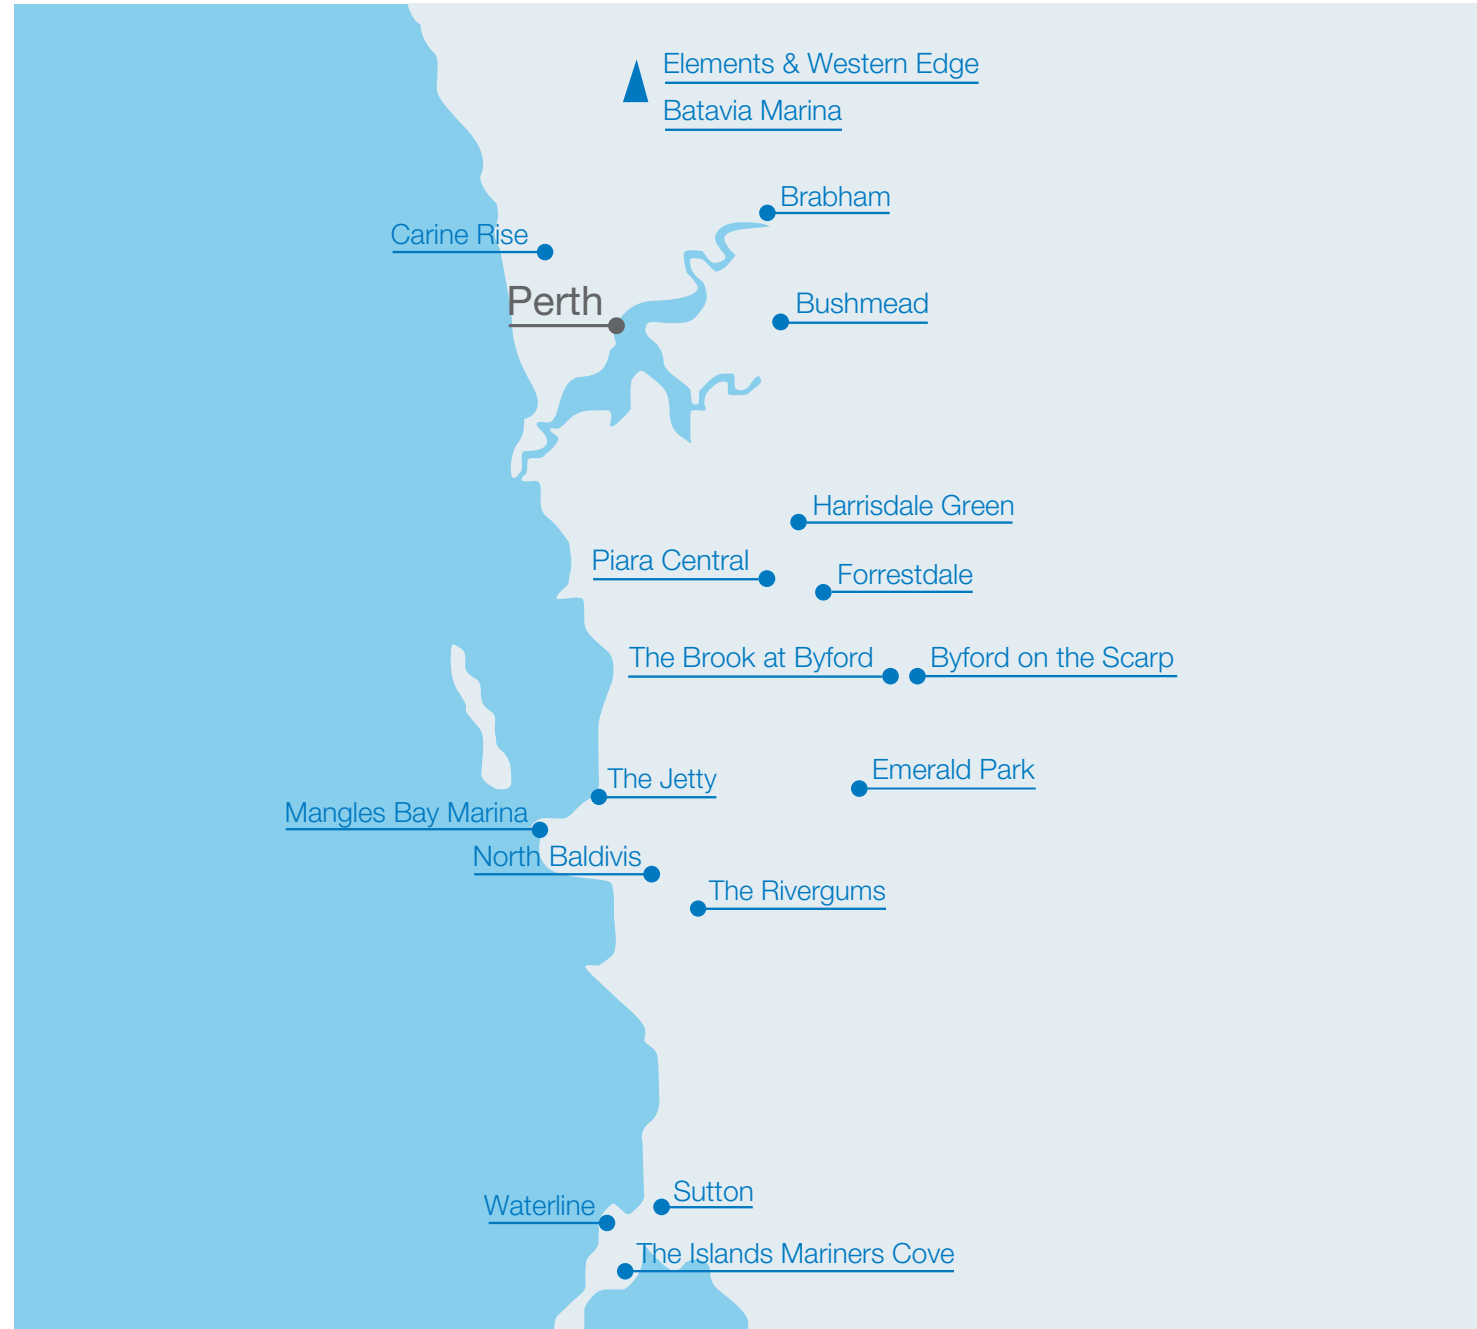 Elements & Western Edge
Batavia Marina
Brabham
Carine Rise
Perth
Bushmead
Harrisdale Green
Piara Central
Forrestdale
The Brook at Byford
Byford on the Scarp
Emerald Park
The Jetty
Mangles Bay Marina
North Baldivis
The Rivergums
Sutton
Waterline
The Islands Mariners Cove